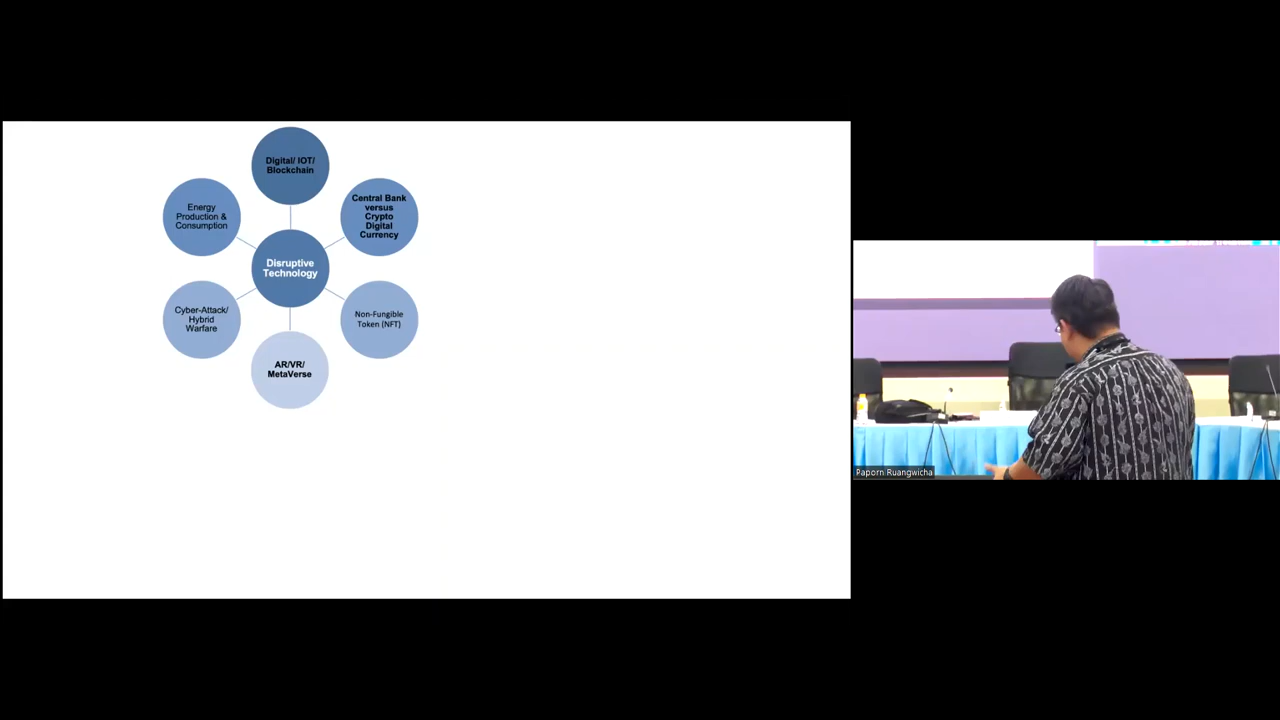 Digital/ IOT/
Blockchain
Central Bank
versus
Crypto
Digital
Currency
Non-Fungible
Token (NFT)
AR/VR/
MetaVerse
Cyber-Attack/
Hybrid
Warfare
Energy
Production &
Consumption
Disruptive
Technology
Paporn Ruangwicha